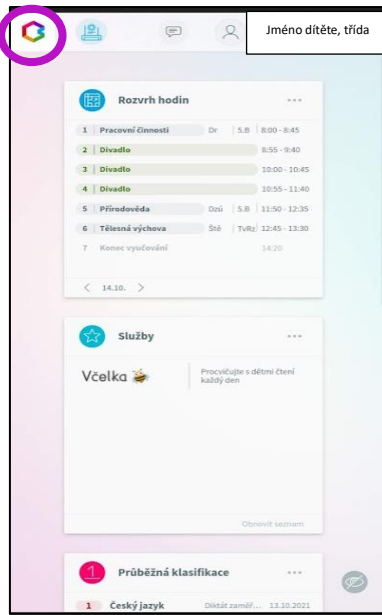 Jméno dítěte, třída
Rozvrh hodin ...
1 Pracovní činnosti Dr 5.B 8:00 - 8:45
2 Divadlo 8:55 - 9:40
3 Divadlo 10:00 - 10:45
4 Divadlo 10:55 - 11:40
5 Přírodověda Dzú 5.B 11:50 - 12:35
6 Tělesná výchova Ště TvRz 12:45 - 13:30
7 Konec vyučování 14:20
< 14.10. >
Služby ...
Včelka Procvičujte s dětmi čtení
každý den
Obnovit seznam
1 Průběžná klasifikace ...
1 Český jazyk Diktát zaměř... 13.10.2021